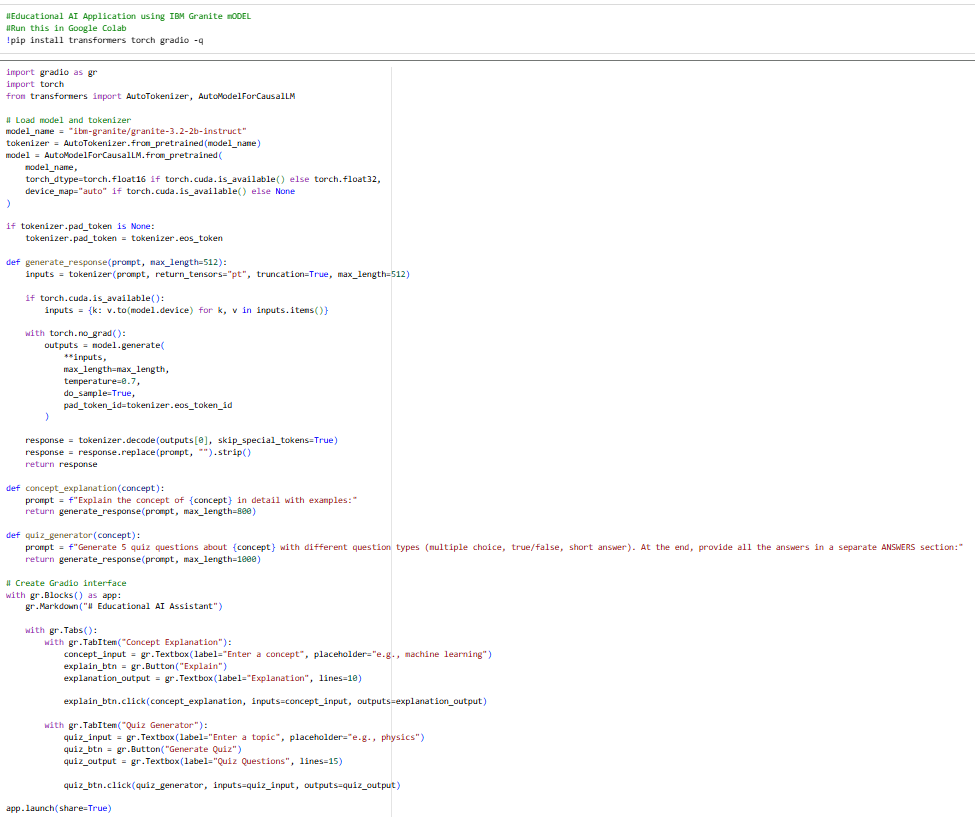 #Educational AI Application using IBM Granite mODEL
#Run this in Google Colab
!pip install transformers torch gradio -q
import gradio as gr
import torch
from transformers import AutoTokenizer, AutoModelForCausalLM
# Load model and tokenizer
model_name = "ibm-granite/granite-3.2-2b-instruct"
tokenizer = AutoTokenizer.from_pretrained(model_name)
model = AutoModelForCausalLM.from_pretrained(
    model_name,
    torch_dtype=torch.float16 if torch.cuda.is_available() else torch.float32,
    device_map="auto" if torch.cuda.is_available() else None
)
if tokenizer.pad_token is None:
    tokenizer.pad_token = tokenizer.eos_token
def generate_response(prompt, max_length=512):
    inputs = tokenizer(prompt, return_tensors="pt", truncation=True, max_length=512)
    if torch.cuda.is_available():
        inputs = {k: v.to(model.device) for k, v in inputs.items()}
    with torch.no_grad():
        outputs = model.generate(
            **inputs,
            max_length=max_length,
            temperature=0.7,
            do_sample=True,
            pad_token_id=tokenizer.eos_token_id
        )
    response = tokenizer.decode(outputs[0], skip_special_tokens=True)
    response = response.replace(prompt, "").strip()
    return response
def concept_explanation(concept):
    prompt = f"Explain the concept of {concept} in detail with examples:"
    return generate_response(prompt, max_length=800)
def quiz_generator(concept):
    prompt = f"Generate 5 quiz questions about {concept} with different question types (multiple choice, true/false, short answer). At the end, provide all the answers in a separate ANSWERS section:"
    return generate_response(prompt, max_length=1000)
# Create Gradio interface
with gr.Blocks() as app:
    gr.Markdown("# Educational AI Assistant")
    with gr.Tabs():
        with gr.TabItem("Concept Explanation"):
            concept_input = gr.Textbox(label="Enter a concept", placeholder="e.g., machine learning")
            explain_btn = gr.Button("Explain")
            explanation_output = gr.Textbox(label="Explanation", lines=10)
            explain_btn.click(concept_explanation, inputs=concept_input, outputs=explanation_output)
        with gr.TabItem("Quiz Generator"):
            quiz_input = gr.Textbox(label="Enter a topic", placeholder="e.g., physics")
            quiz_btn = gr.Button("Generate Quiz")
            quiz_output = gr.Textbox(label="Quiz Questions", lines=15)
            quiz_btn.click(quiz_generator, inputs=quiz_input, outputs=quiz_output)
app.launch(share=True)